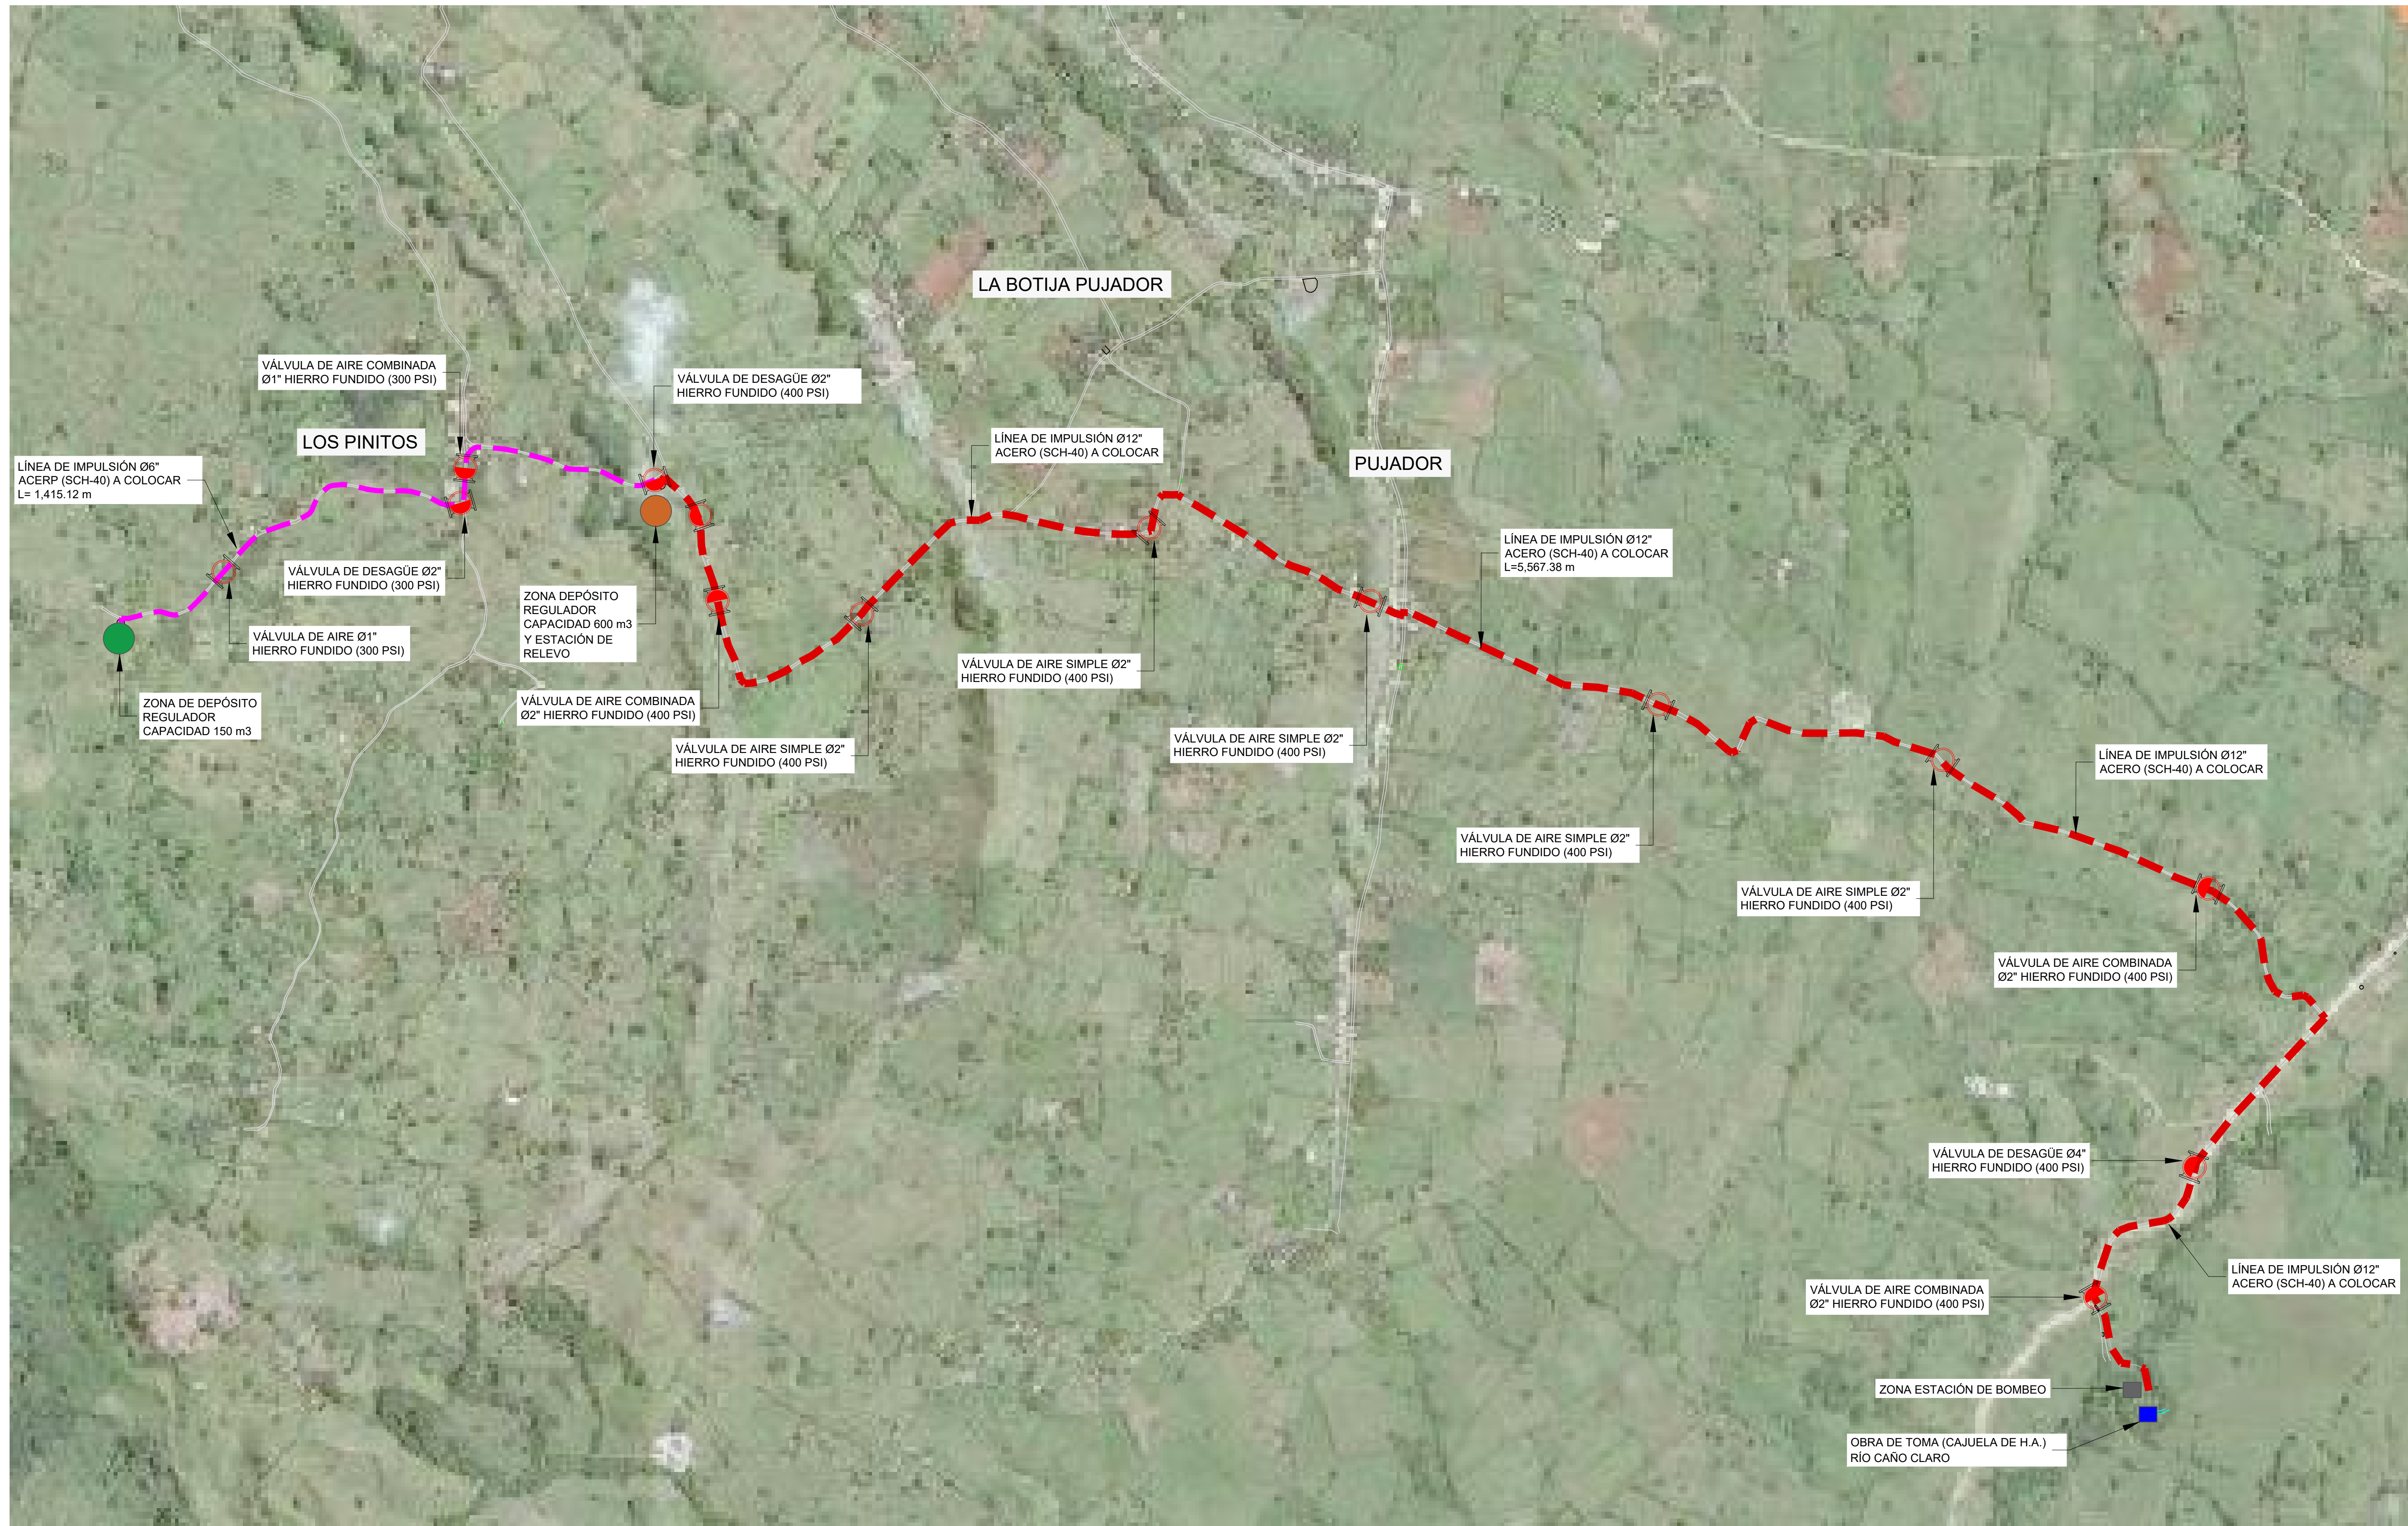 LA BOTIJA PUJADOR
VÁLVULA DE AIRE COMBINADA
Ø1" HIERRO FUNDIDO (300 PSI)
VÁLVULA DE DESAGÜE Ø2"
HIERRO FUNDIDO (400 PSI)
LOS PINITOS
LÍNEA DE IMPULSIÓN Ø12"
ACERO (SCH-40) A COLOCAR
PUJADOR
LÍNEA DE IMPULSIÓN Ø6"
ACERP (SCH-40) A COLOCAR
L= 1,415.12 m
LÍNEA DE IMPULSIÓN Ø12"
ACERO (SCH-40) A COLOCAR
L=5,567.38 m
VÁLVULA DE DESAGÜE Ø2"
HIERRO FUNDIDO (300 PSI)
ZONA DEPÓSITO
REGULADOR
CAPACIDAD 600 m3
Y ESTACIÓN DE
RELEVO
VÁLVULA DE AIRE Ø1"
HIERRO FUNDIDO (300 PSI)
VÁLVULA DE AIRE SIMPLE Ø2"
HIERRO FUNDIDO (400 PSI)
ZONA DE DEPÓSITO
REGULADOR
CAPACIDAD 150 m3
VÁLVULA DE AIRE COMBINADA
Ø2" HIERRO FUNDIDO (400 PSI)
VÁLVULA DE AIRE SIMPLE Ø2"
HIERRO FUNDIDO (400 PSI)
VÁLVULA DE AIRE SIMPLE Ø2"
HIERRO FUNDIDO (400 PSI)
LÍNEA DE IMPULSIÓN Ø12"
ACERO (SCH-40) A COLOCAR
VÁLVULA DE AIRE SIMPLE Ø2"
HIERRO FUNDIDO (400 PSI)
VÁLVULA DE AIRE SIMPLE Ø2"
HIERRO FUNDIDO (400 PSI)
VÁLVULA DE AIRE COMBINADA
Ø2" HIERRO FUNDIDO (400 PSI)
VÁLVULA DE DESAGÜE Ø4"
HIERRO FUNDIDO (400 PSI)
LÍNEA DE IMPULSIÓN Ø12"
ACERO (SCH-40) A COLOCAR
VÁLVULA DE AIRE COMBINADA
Ø2" HIERRO FUNDIDO (400 PSI)
ZONA ESTACIÓN DE BOMBEO
OBRA DE TOMA (CAJUELA DE H.A.)
RÍO CAÑO CLARO